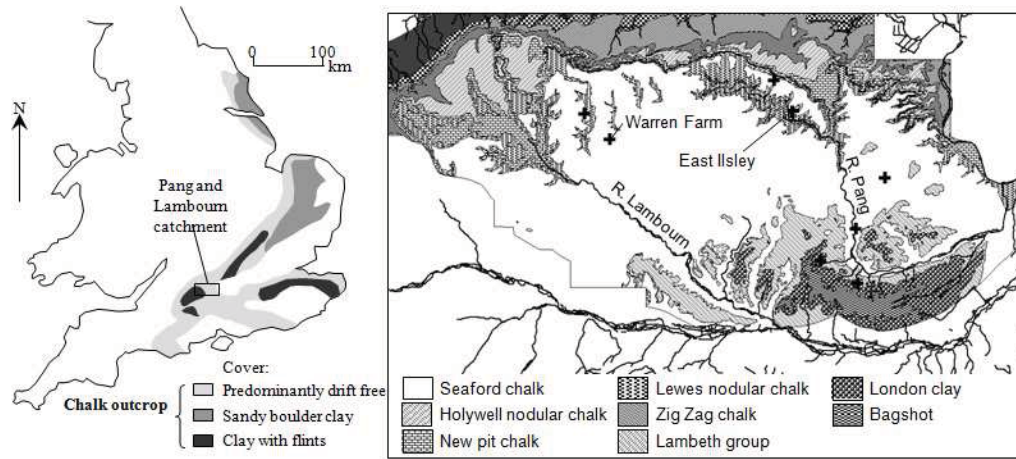 0 100
km
N
Pang and
Lambourn
catchment
Cover:
Chalk outcrop
Predominantly drift free
Sandy boulder clay
Clay with flints
Warren Farm
East Ilsley
R. Lambourn
R. Pang
Seaford chalk
Lewes nodular chalk
London clay
Holywell nodular chalk
Zig Zag chalk
Bagshot
New pit chalk
Lambeth group